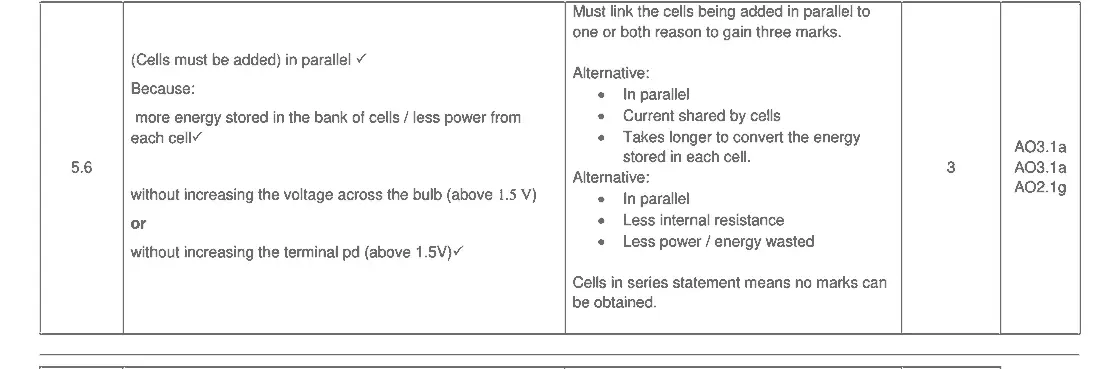 5.6
(Cells must be added) in parallel ✓
Because:
more energy stored in the bank of cells / less power from
each cell✓
without increasing the voltage across the bulb (above 1.5 V)
or
without increasing the terminal pd (above 1.5V)✓
Must link the cells being added in parallel to
one or both reason to gain three marks.
Alternative:
• In parallel
• Current shared by cells
• Takes longer to convert the energy
stored in each cell.
Alternative:
• In parallel
• Less internal resistance
• Less power / energy wasted
Cells in series statement means no marks can
be obtained.
3
AO3.1a
AO3.1a
AO2.1g